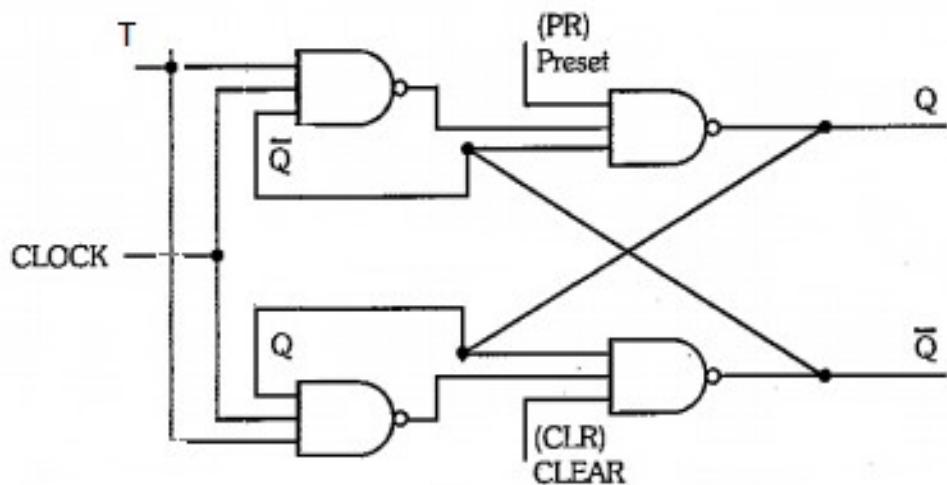 T
(PR)
Preset
Q
Q̅
CLOCK
Q
Q̅
(CLR)
CLEAR